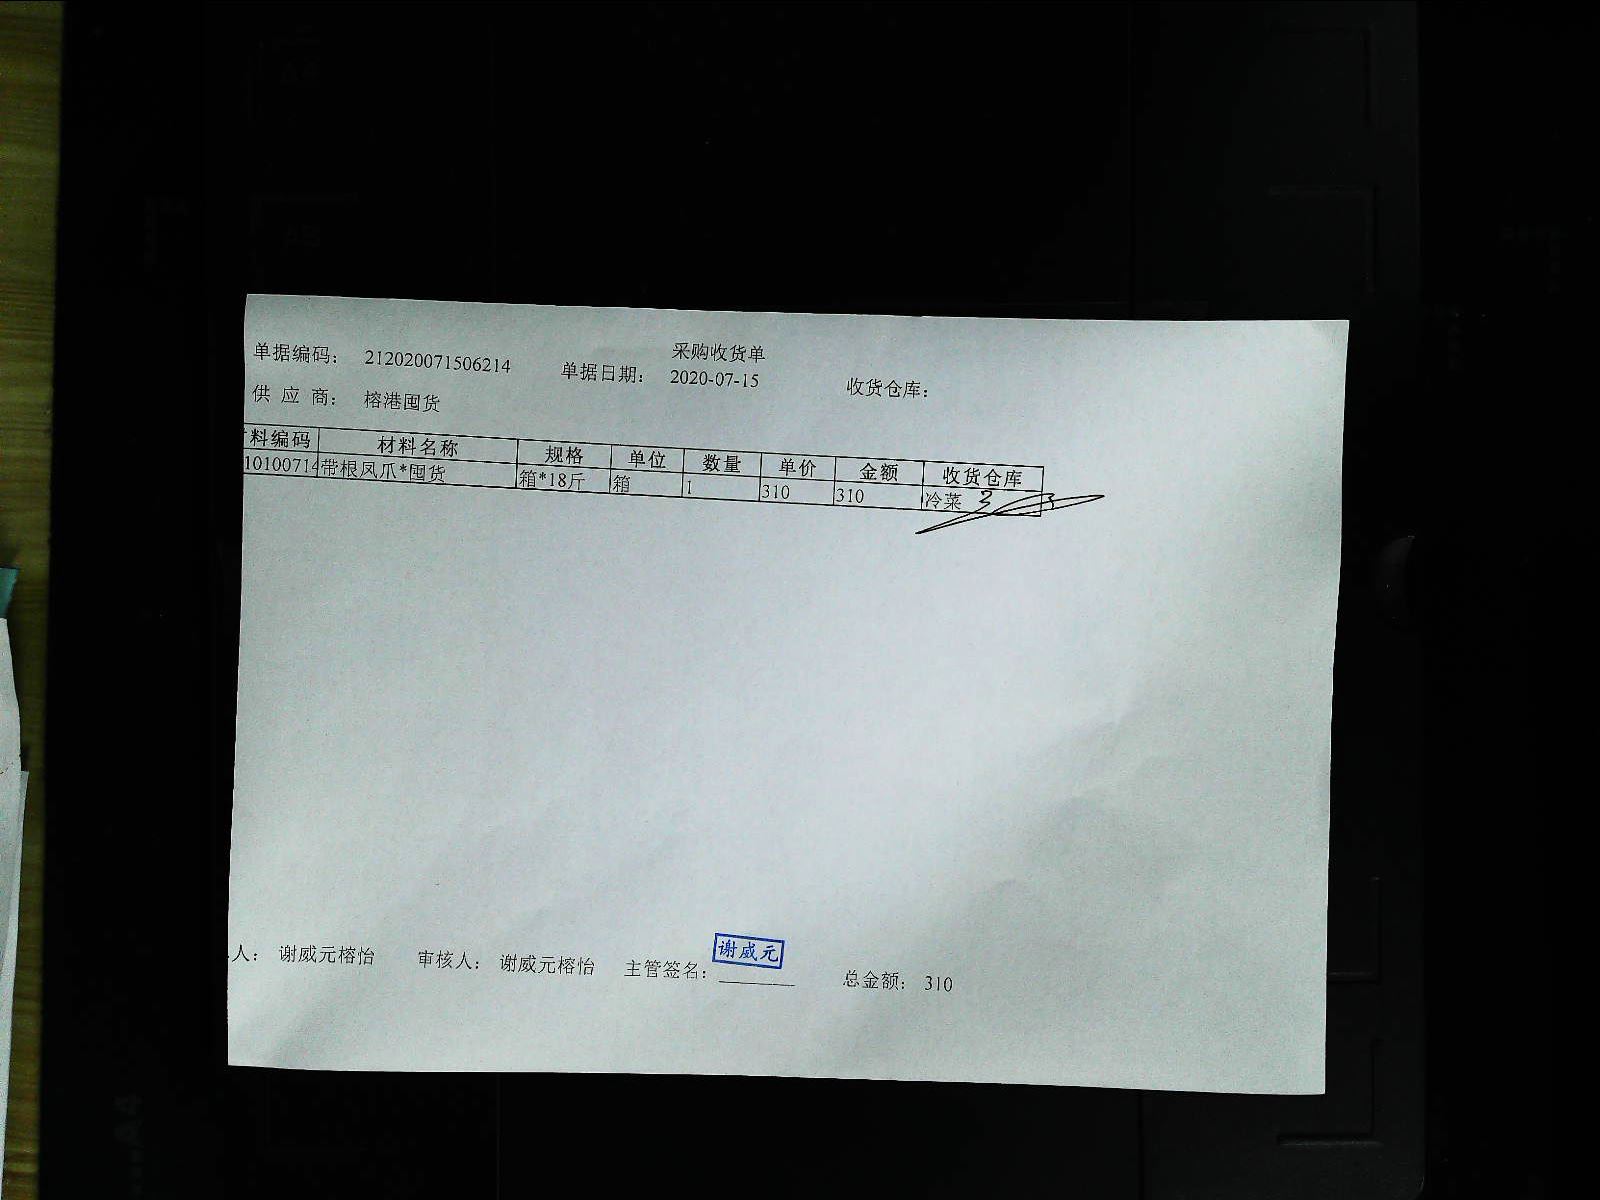 采购收货单
单据编码： 212020071506214 单据日期： 2020-07-15 收货仓库：
供 应 商： 榕港囤货
料编码 材料名称 规格 单位 数量 单价 金额 收货仓库
10100714 带根凤爪*囤货 箱*18斤 箱 1 310 310 冷菜
人： 谢威元榕怡 审核人： 谢威元榕怡 主管签名： 谢威元 总金额： 310